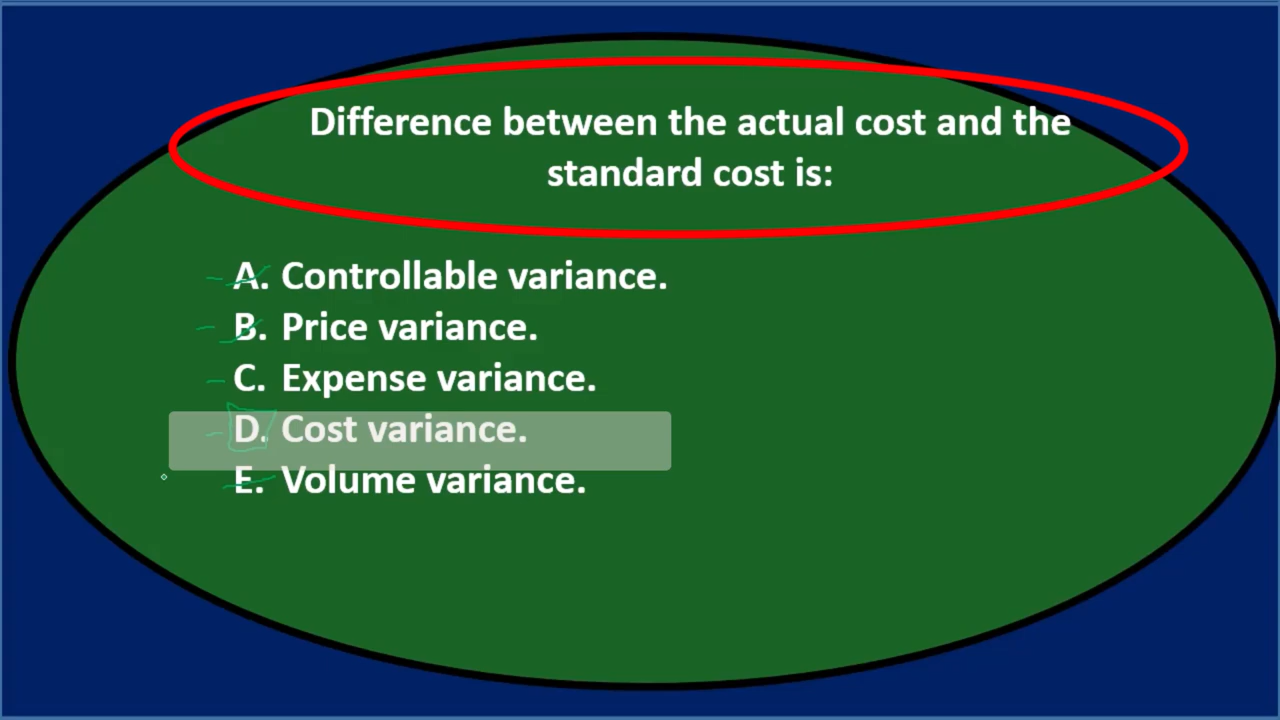 Difference between the actual cost and the
standard cost is:
A. Controllable variance.
B. Price variance.
C. Expense variance.
D. Cost variance.
E. Volume variance.